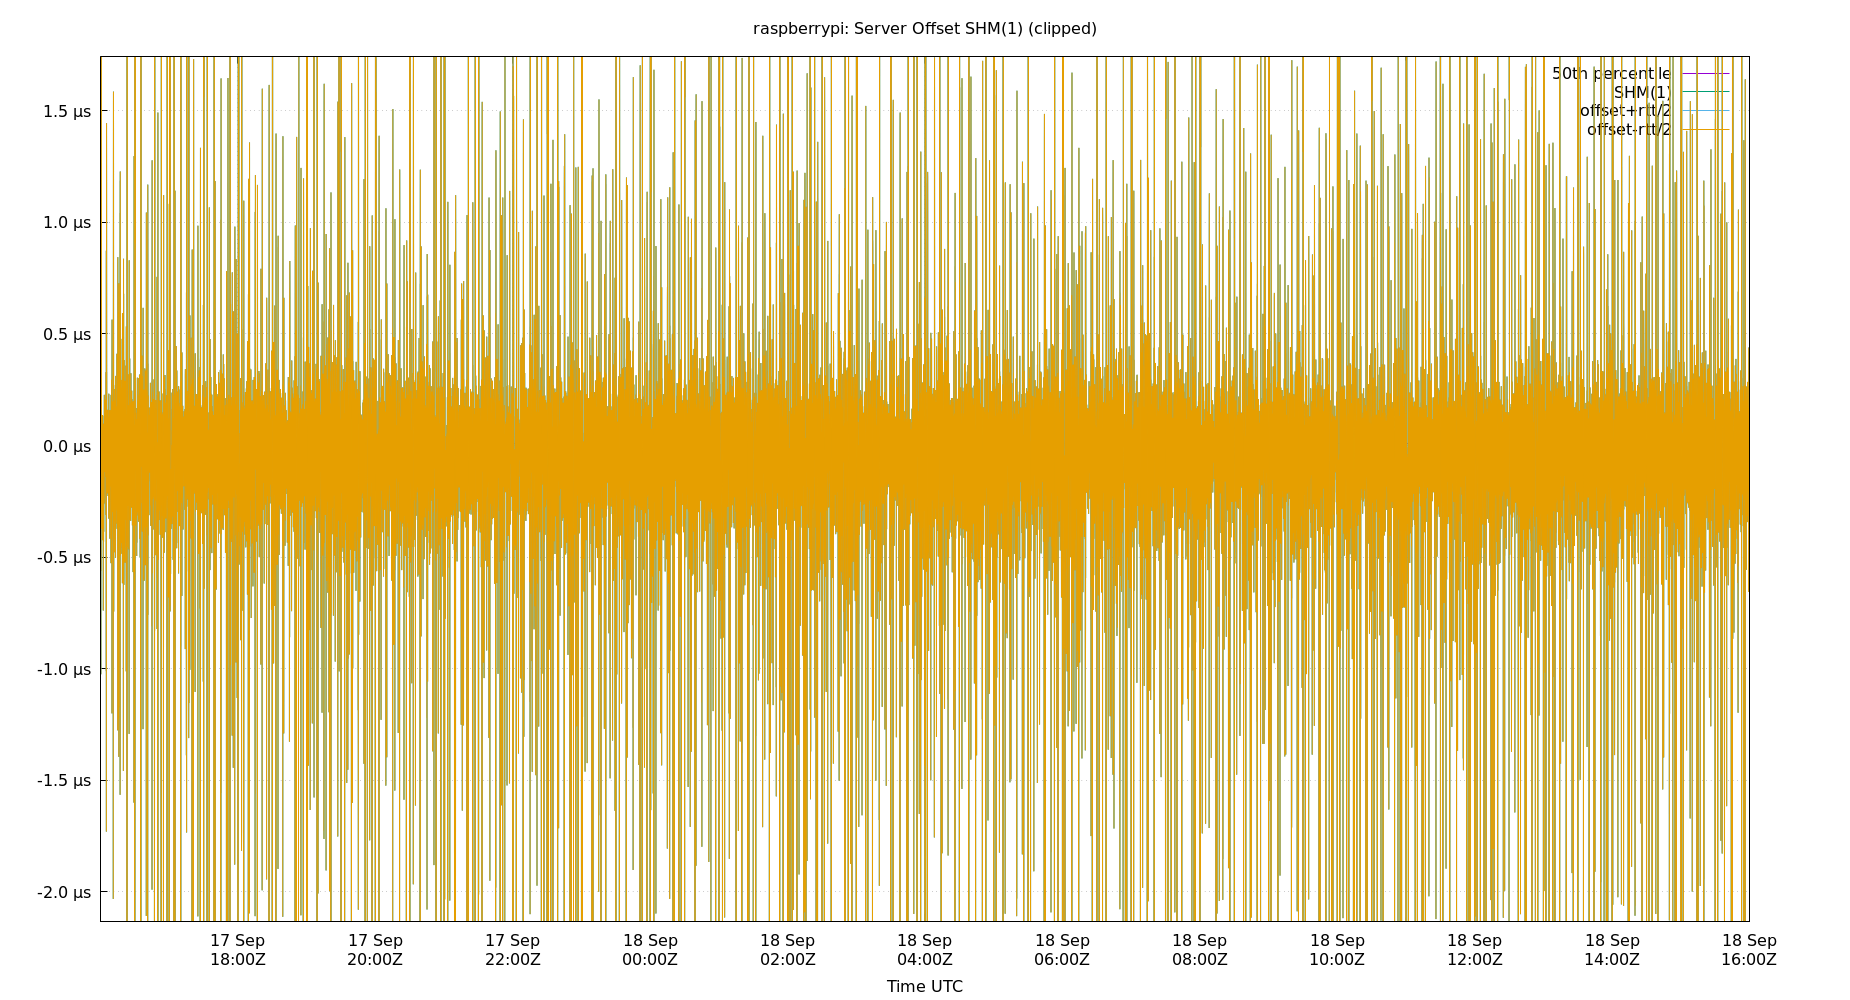 raspberrypi: Server Offset SHM(1) (clipped)
50th percentile
SHM(1)
offset+rtt/2
offset-rtt/2
1.5 µs
1.0 µs
0.5 µs
0.0 µs
-0.5 µs
-1.0 µs
-1.5 µs
-2.0 µs
17 Sep 17 Sep 17 Sep 18 Sep 18 Sep 18 Sep 18 Sep 18 Sep 18 Sep 18 Sep 18 Sep 18 Sep
18:00Z 20:00Z 22:00Z 00:00Z 02:00Z 04:00Z 06:00Z 08:00Z 10:00Z 12:00Z 14:00Z 16:00Z
Time UTC